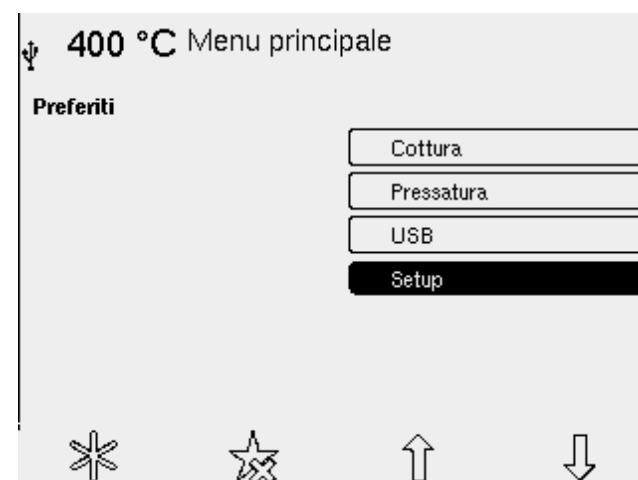 400 °C Menu principale
Preferiti
Cottura
Pressatura
USB
Setup